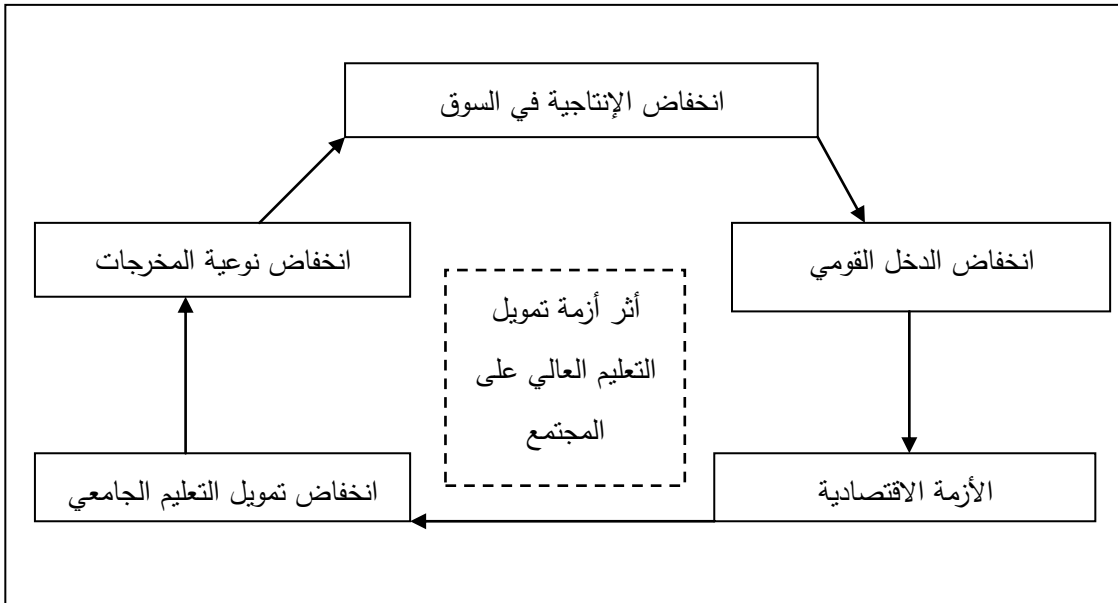 انخفاض الإنتاجية في السوق
انخفاض الدخل القومي
انخفاض نوعية المخرجات
أثر أزمة تمويل
التعليم العالي على
المجتمع
الأزمة الاقتصادية
انخفاض تمويل التعليم الجامعي